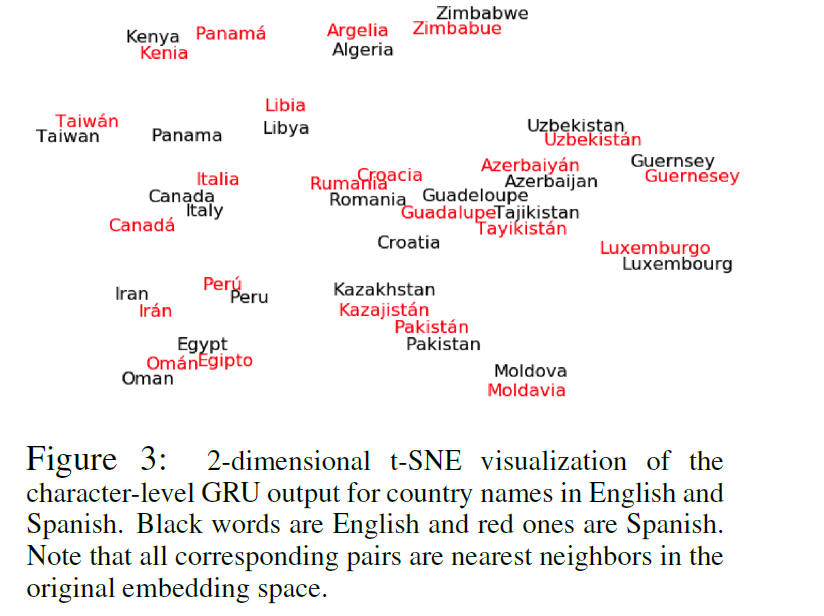 Zimbabwe
Kenya Panamá Argelia Zimbabue
Kenia Algeria
Libia
Taiwán Libya Uzbekistan
Taiwan Panama Uzbekistán
Guernsey
Italia Croacia Azerbaiyán Guernesey
Rumania Azerbaijan
Canada Romania Guadeloupe
Italy Guadalupe Tajikistan
Canadá Tayikistán
Croatia Luxemburgo
Luxembourg
Perú Kazakhstan
Iran Peru
Irán Kazajistán
Pakistán
Egypt Pakistan
Omán Egipto
Oman Moldova
Moldavia
Figure 3: 2-dimensional t-SNE visualization of the
character-level GRU output for country names in English and
Spanish. Black words are English and red ones are Spanish.
Note that all corresponding pairs are nearest neighbors in the
original embedding space.